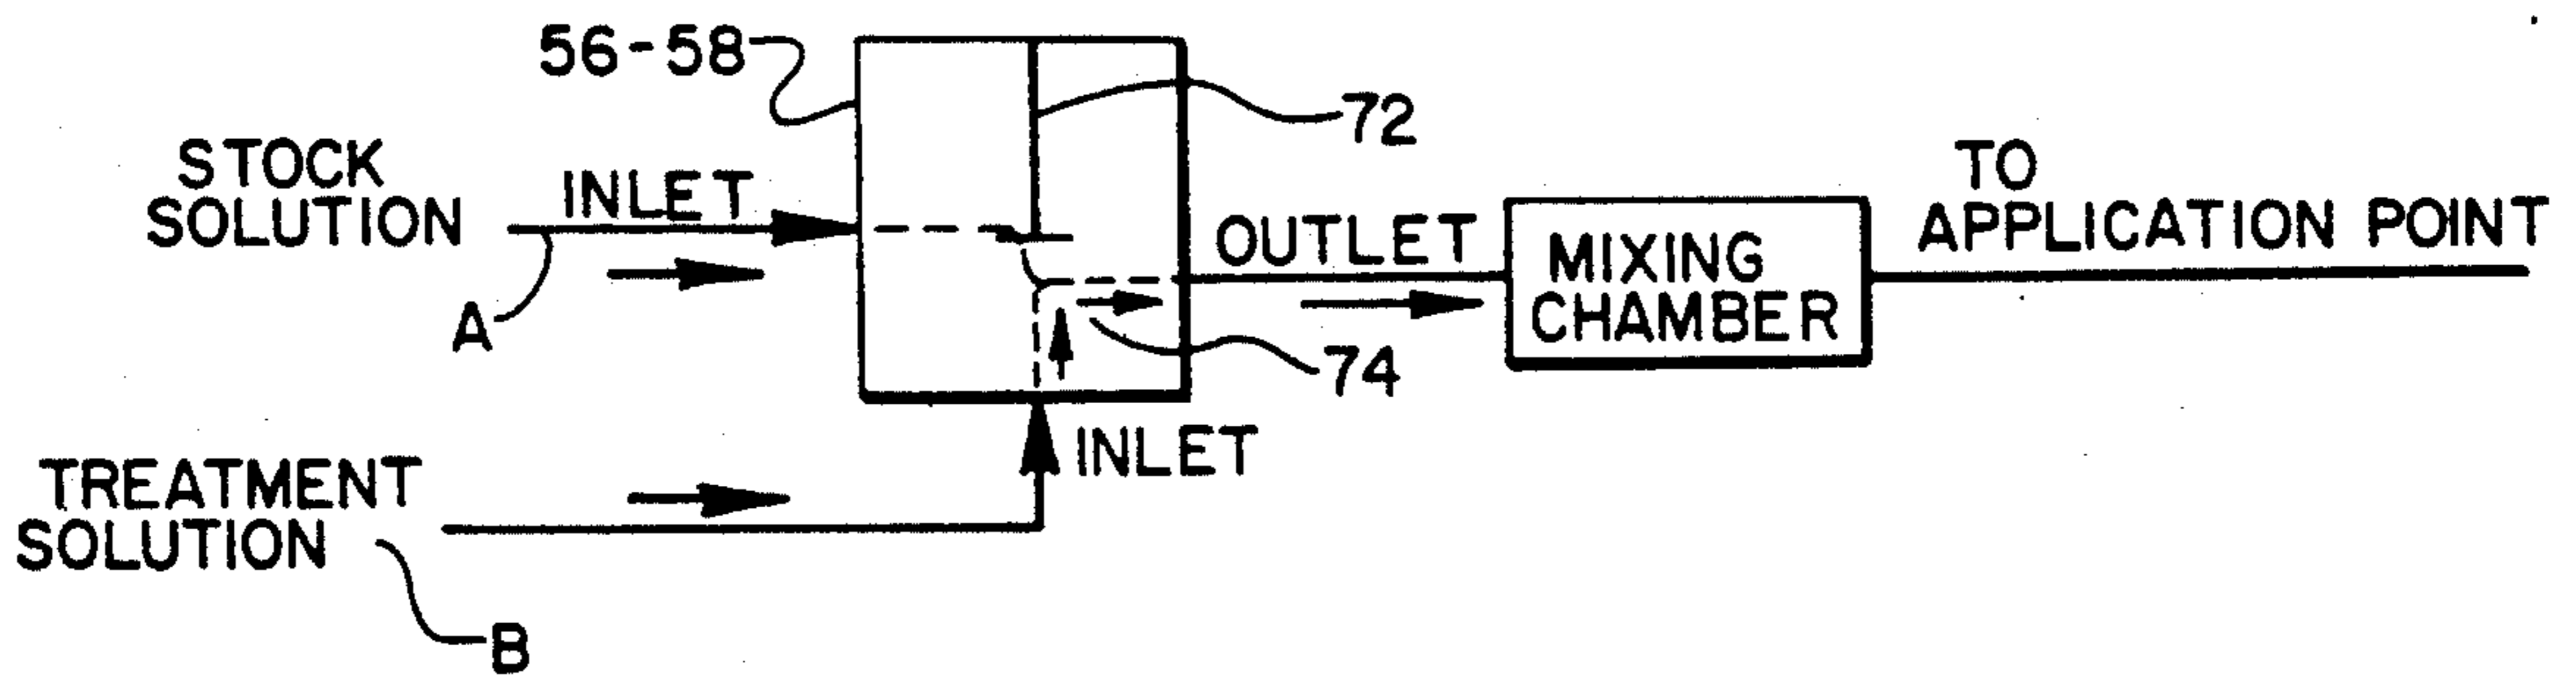 56-58
72
STOCK
SOLUTION
INLET
A
OUTLET
MIXING
CHAMBER
TO
APPLICATION POINT
74
INLET
TREATMENT
SOLUTION
B